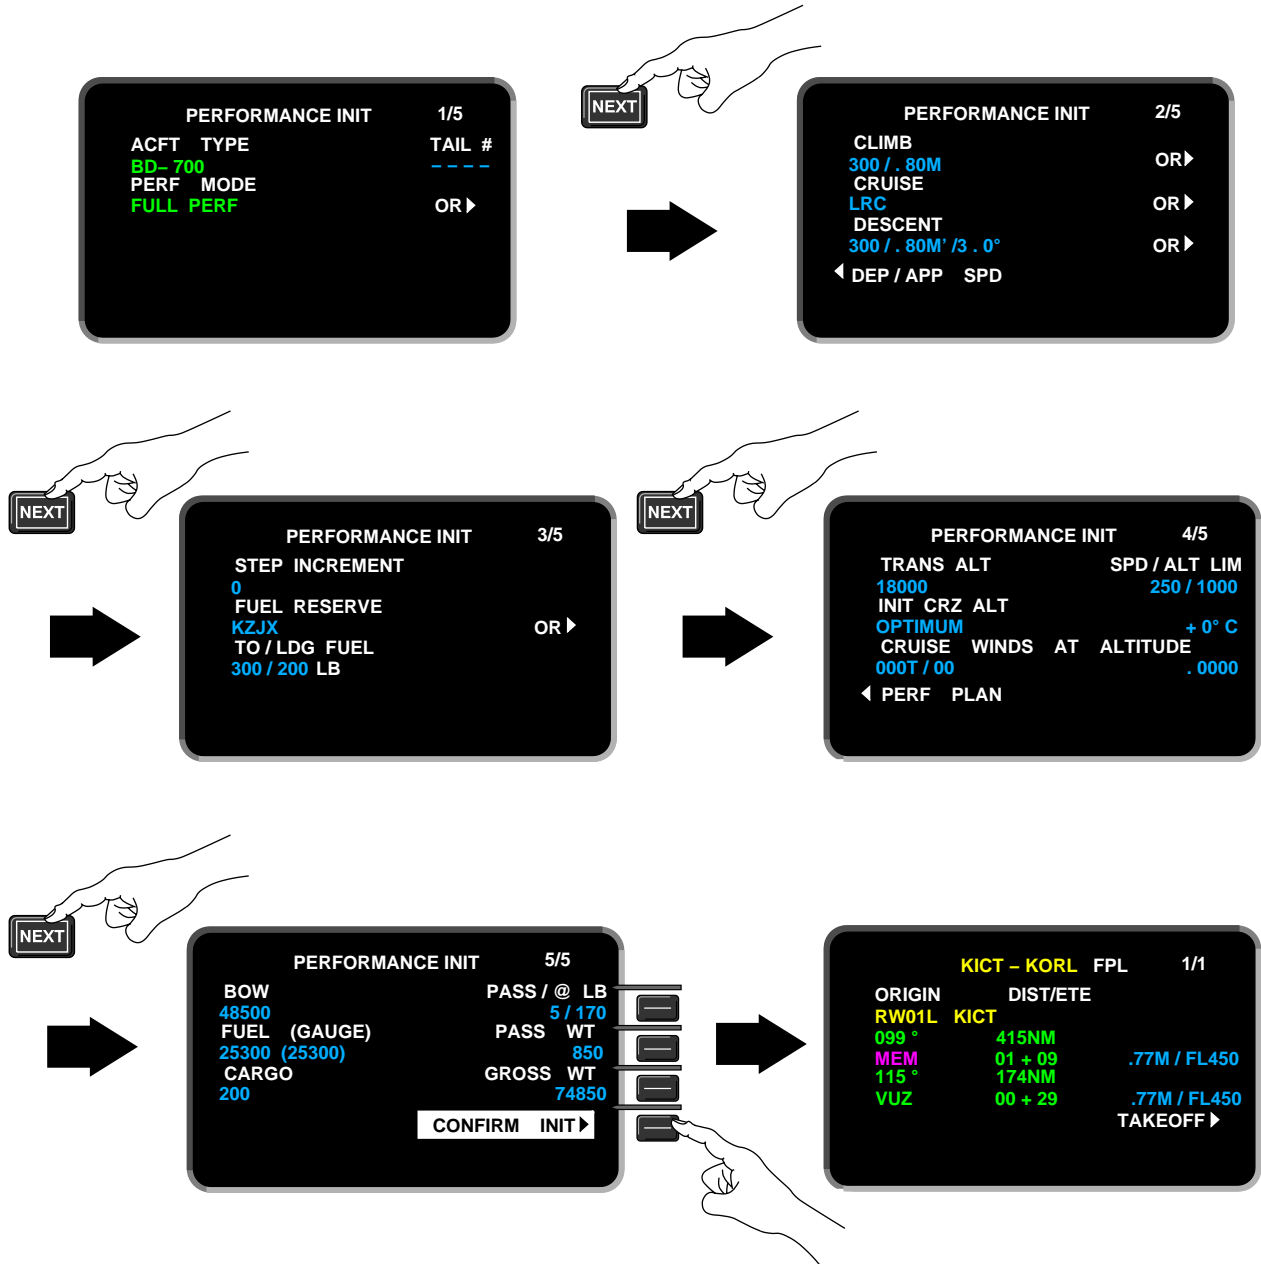 PERFORMANCE INIT 1/5
ACFT TYPE TAIL #
BD– 700 – – – –
PERF MODE
FULL PERF OR
NEXT
PERFORMANCE INIT 2/5
CLIMB
300 / . 80M OR
CRUISE
LRC OR
DESCENT
300 / . 80M’ /3 . 0° OR
DEP / APP SPD
NEXT
PERFORMANCE INIT 3/5
STEP INCREMENT
0
FUEL RESERVE
KZJX OR
TO / LDG FUEL
300 / 200 LB
NEXT
PERFORMANCE INIT 4/5
TRANS ALT SPD / ALT LIM
18000 250 / 1000
INIT CRZ ALT
OPTIMUM + 0° C
CRUISE WINDS AT ALTITUDE
000T / 00 . 0000
PERF PLAN
NEXT
PERFORMANCE INIT 5/5
BOW PASS / @ LB
48500 5 / 170
FUEL (GAUGE) PASS WT
25300 (25300) 850
CARGO GROSS WT
200 74850
CONFIRM INIT
KICT – KORL FPL 1/1
ORIGIN DIST/ETE
RW01L KICT
099 ° 415NM
MEM 01 + 09 .77M / FL450
115 ° 174NM
VUZ 00 + 29 .77M / FL450
TAKEOFF